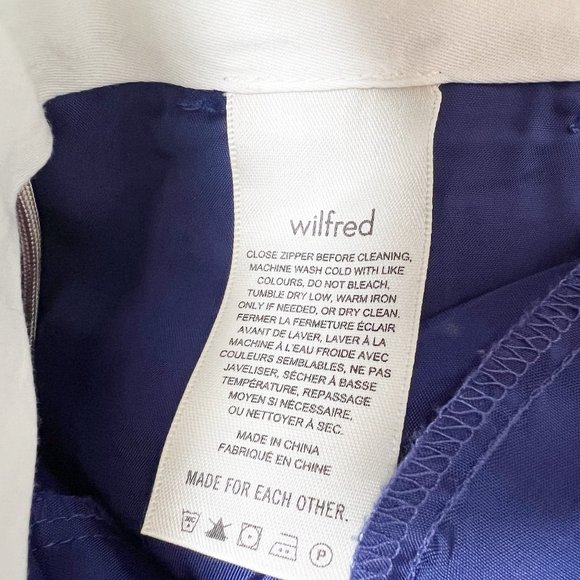 wilfred
CLOSE ZIPPER BEFORE CLEANING,
MACHINE WASH COLD WITH LIKE
COLOURS, DO NOT BLEACH,
TUMBLE DRY LOW, WARM IRON
ONLY IF NEEDED, OR DRY CLEAN.
FERMER LA FERMETURE ÉCLAIR
AVANT DE LAVER, LAVER À LA
MACHINE À L'EAU FROIDE AVEC
COULEURS SEMBLABLES, NE PAS
JAVELISER, SÉCHER À BASSE
TEMPÉRATURE, REPASSAGE
MOYEN SI NÉCESSAIRE,
OU NETTOYER À SEC.
MADE IN CHINA
FABRIQUÉ EN CHINE
MADE FOR EACH OTHER.
30C P